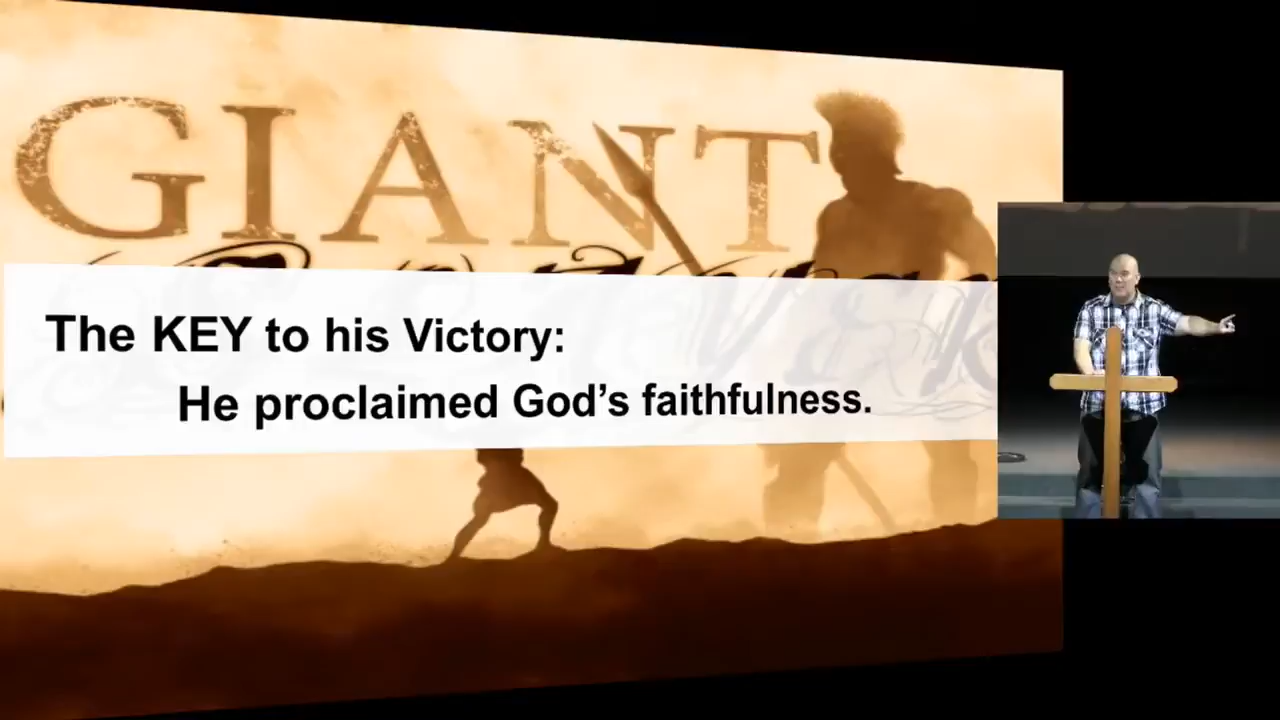 GIANT
The KEY to his Victory:
He proclaimed God’s faithfulness.